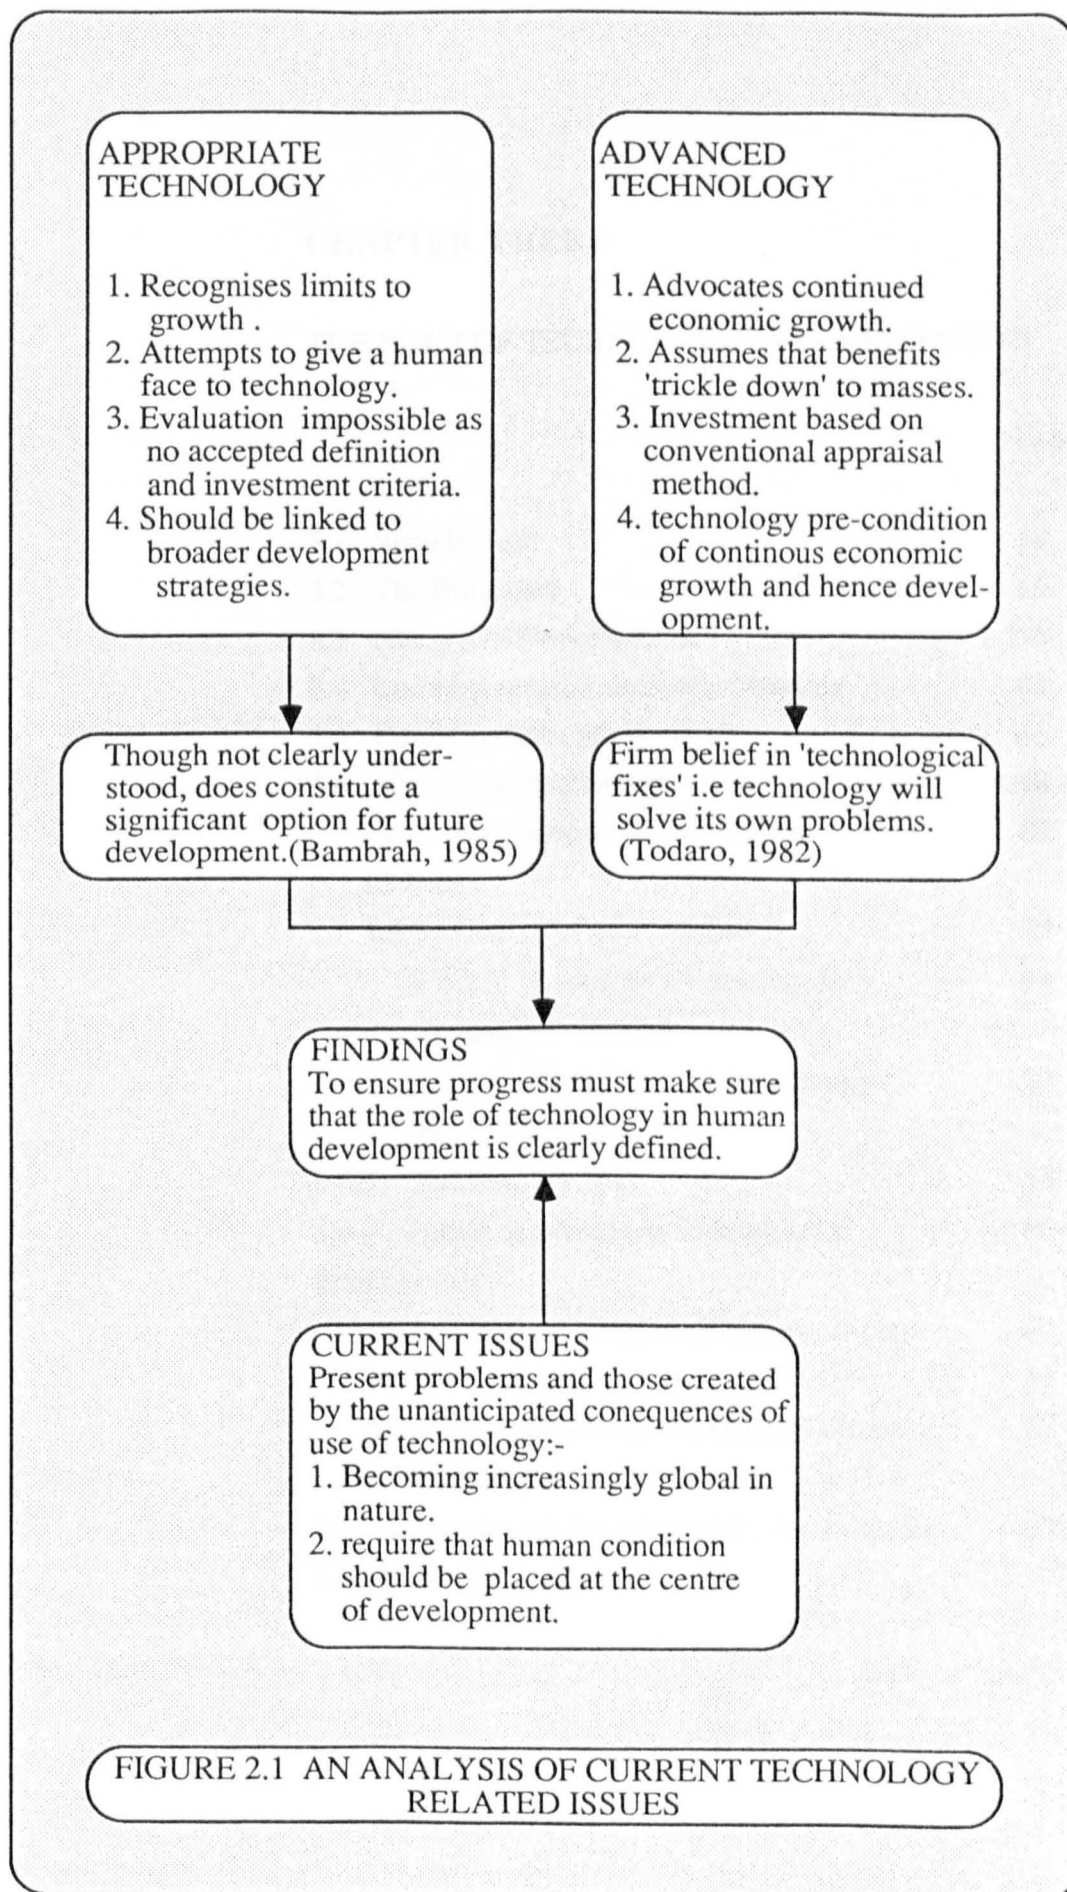 APPROPRIATE
TECHNOLOGY
1. Recognises limits to
growth .
2. Attempts to give a human
face to technology.
3. Evaluation impossible as
no accepted definition
and investment criteria.
4. Should be linked to
broader development
strategies.
ADVANCED
TECHNOLOGY
1. Advocates continued
economic growth.
2. Assumes that benefits
'trickle down' to masses.
3. Investment based on
conventional appraisal
method.
4. technology pre-condition
of continous economic
growth and hence devel-
opment.
Though not clearly under-
stood, does constitute a
significant option for future
development.(Bambrah, 1985)
Firm belief in 'technological
fixes' i.e technology will
solve its own problems.
(Todaro, 1982)
FINDINGS
To ensure progress must make sure
that the role of technology in human
development is clearly defined.
CURRENT ISSUES
Present problems and those created
by the unanticipated conequences of
use of technology:-
1. Becoming increasingly global in
nature.
2. require that human condition
should be placed at the centre
of development.
FIGURE 2.1 AN ANALYSIS OF CURRENT TECHNOLOGY
RELATED ISSUES